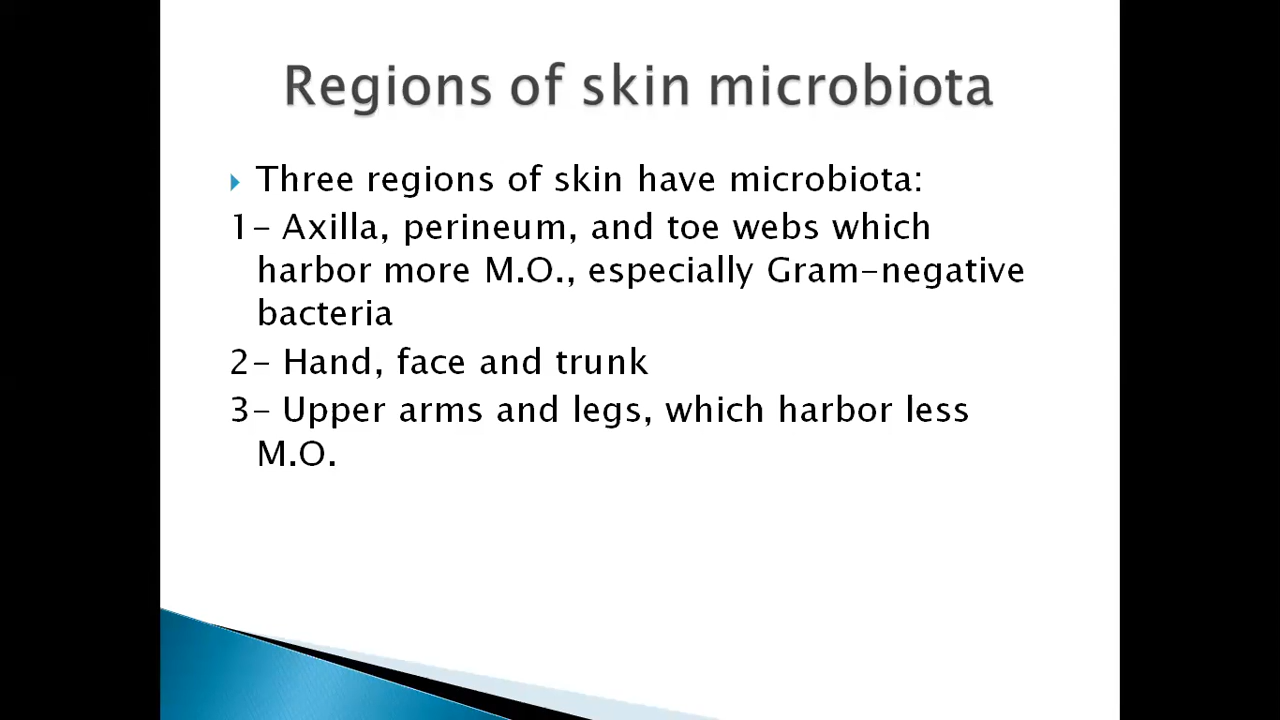 Regions of skin microbiota
Three regions of skin have microbiota:
1- Axilla, perineum, and toe webs which
harbor more M.O., especially Gram-negative
bacteria
2- Hand, face and trunk
3- Upper arms and legs, which harbor less
M.O.